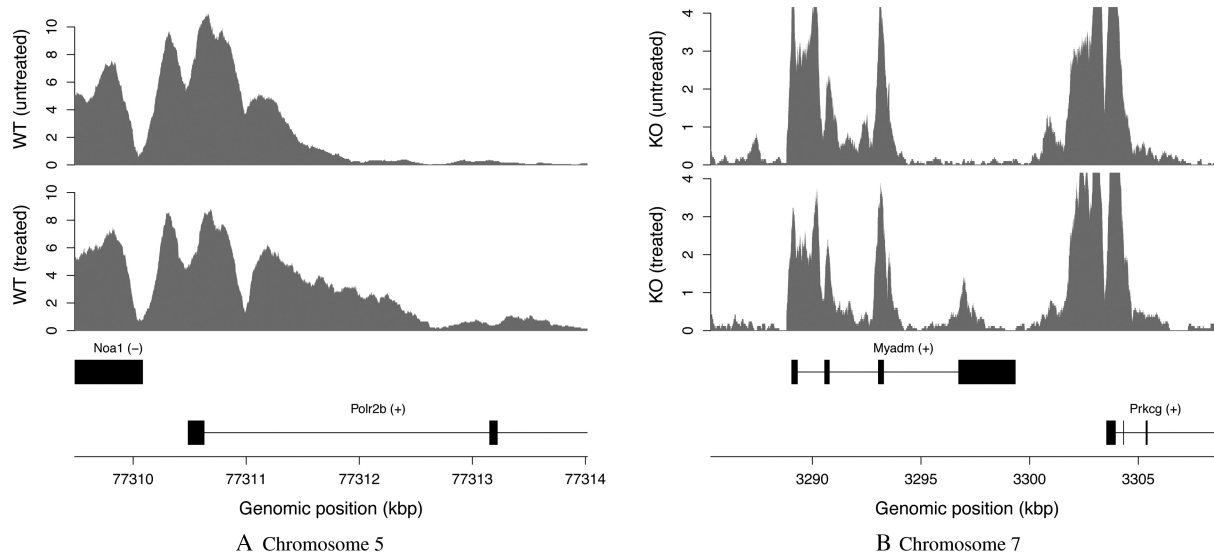 WT (untreated)
0 2 4 6 8 10
WT (treated)
0 2 4 6 8 10
Noa1 (−)
Polr2b (+)
77310 77311 77312 77313 77314
Genomic position (kbp)
A Chromosome 5
KO (untreated)
0 1 2 3 4
KO (treated)
0 1 2 3 4
Myadm (+)
Prkcg (+)
3290 3295 3300 3305
Genomic position (kbp)
B Chromosome 7